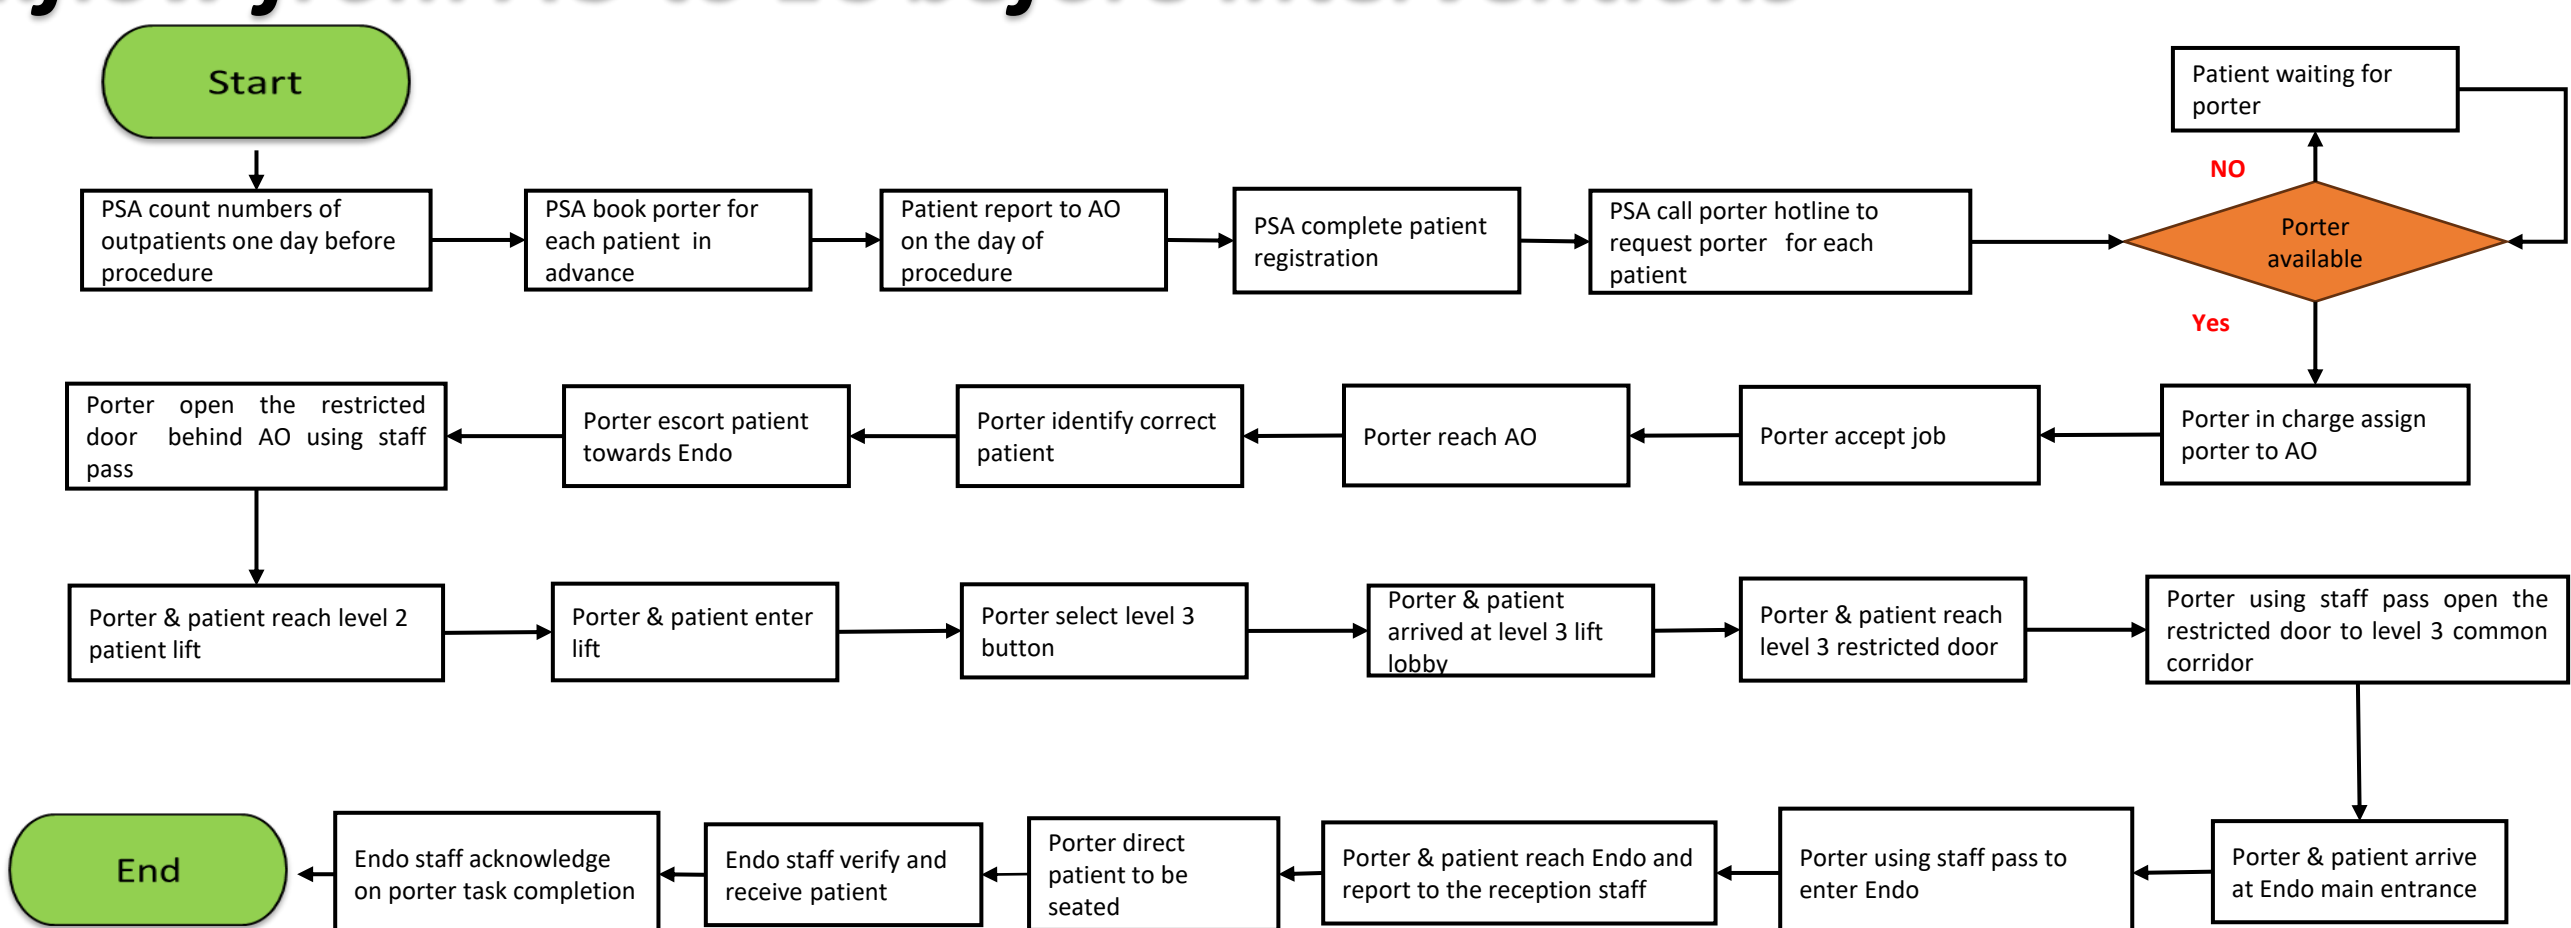 before
Start
Patient waiting for
porter
NO
PSA count numbers of
outpatients one day before
procedure
PSA book porter for
each patient in
advance
Patient report to AO
on the day of
procedure
PSA complete patient
registration
PSA call porter hotline to
request porter for each
patient
Porter
available
Yes
Porter in charge assign
porter to AO
Porter accept job
Porter reach AO
Porter identify correct
patient
Porter escort patient
towards Endo
Porter open the restricted
door behind AO using staff
pass
Porter & patient reach level 2
patient lift
Porter & patient enter
lift
Porter select level 3
button
Porter & patient
arrived at level 3 lift
lobby
Porter & patient reach
level 3 restricted door
Porter using staff pass open the
restricted door to level 3 common
corridor
Porter & patient arrive
at Endo main entrance
Porter using staff pass to
enter Endo
Porter & patient reach Endo and
report to the reception staff
Porter direct
patient to be
seated
Endo staff verify and
receive patient
Endo staff acknowledge
on porter task completion
End